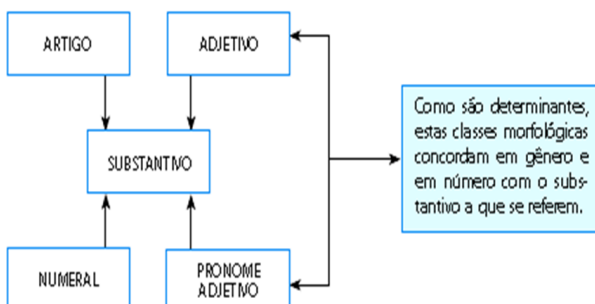 ARTIGO
ADJETIVO
SUBSTANTIVO
NUMERAL
PRONOME
ADJETIVO
Como são determinantes,
estas classes morfológicas
concordam em gênero e
em número com o subs-
tantivo a que se referem.